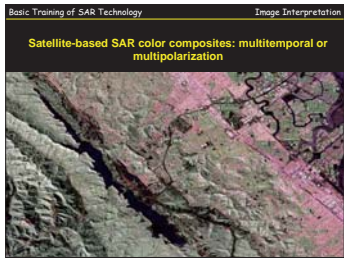 Basic Training of SAR Technology
Image Interpretation
Satellite-based SAR color composites: multitemporal or
multipolarization